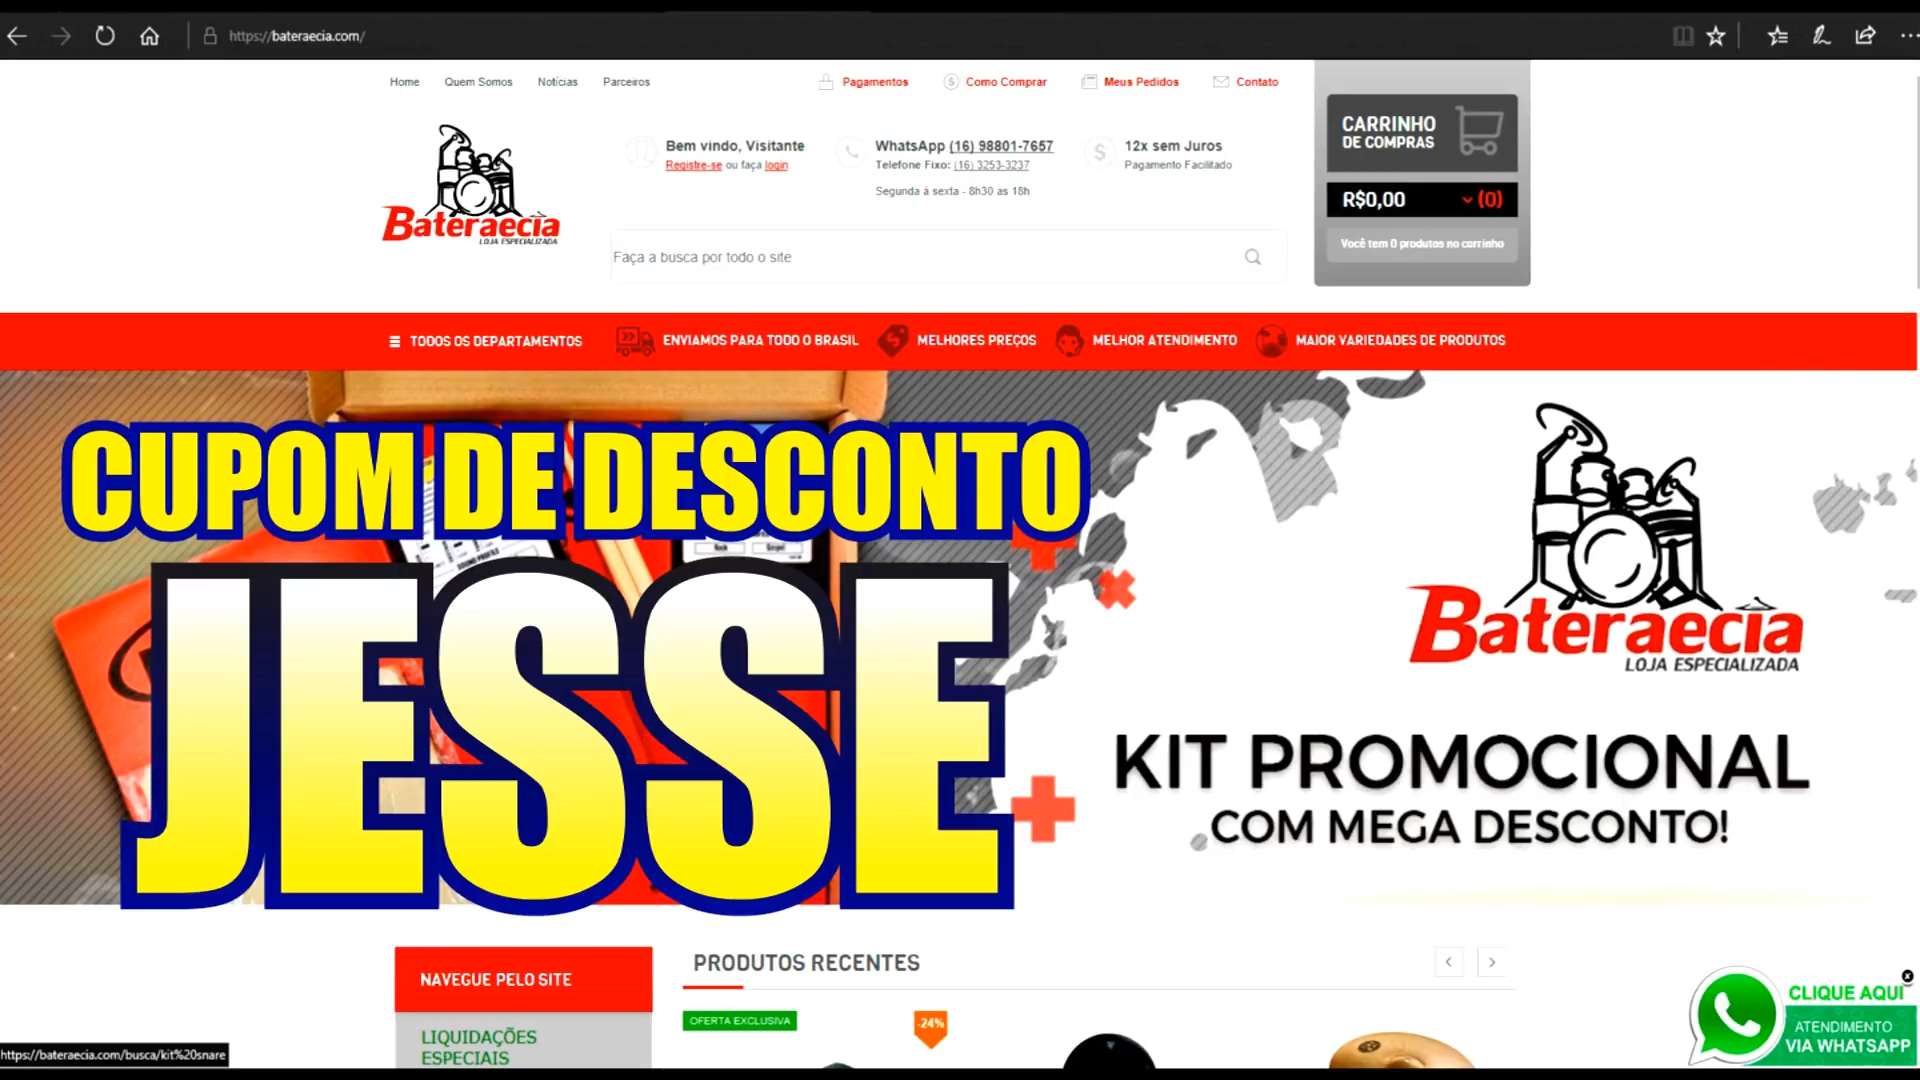 https://bateraecia.com/
Home Quem Somos Notícias Parceiros
Pagamentos Como Comprar Meus Pedidos Contato
Bateraecia
LOJA ESPECIALIZADA
Bem vindo, Visitante
Registre-se ou faça login
WhatsApp (16) 98801-7657
Telefone Fixo: (16) 3253-3237
Segunda á sexta - 8h30 as 18h
12x sem Juros
Pagamento Facilitado
CARRINHO
DE COMPRAS
R$0,00 (0)
Você tem 0 produtos no carrinho
Faça a busca por todo o site
TODOS OS DEPARTAMENTOS ENVIAMOS PARA TODO O BRASIL MELHORES PREÇOS MELHOR ATENDIMENTO MAIOR VARIEDADES DE PRODUTOS
CUPOM DE DESCONTO
JESSE
Bateraecia
LOJA ESPECIALIZADA
KIT PROMOCIONAL
COM MEGA DESCONTO!
NAVEGUE PELO SITE
LIQUIDAÇÕES
ESPECIAIS
PRODUTOS RECENTES
OFERTA EXCLUSIVA
-24%
CLIQUE AQUI
ATENDIMENTO
VIA WHATSAPP
https://bateraecia.com/busca/kit%20snare